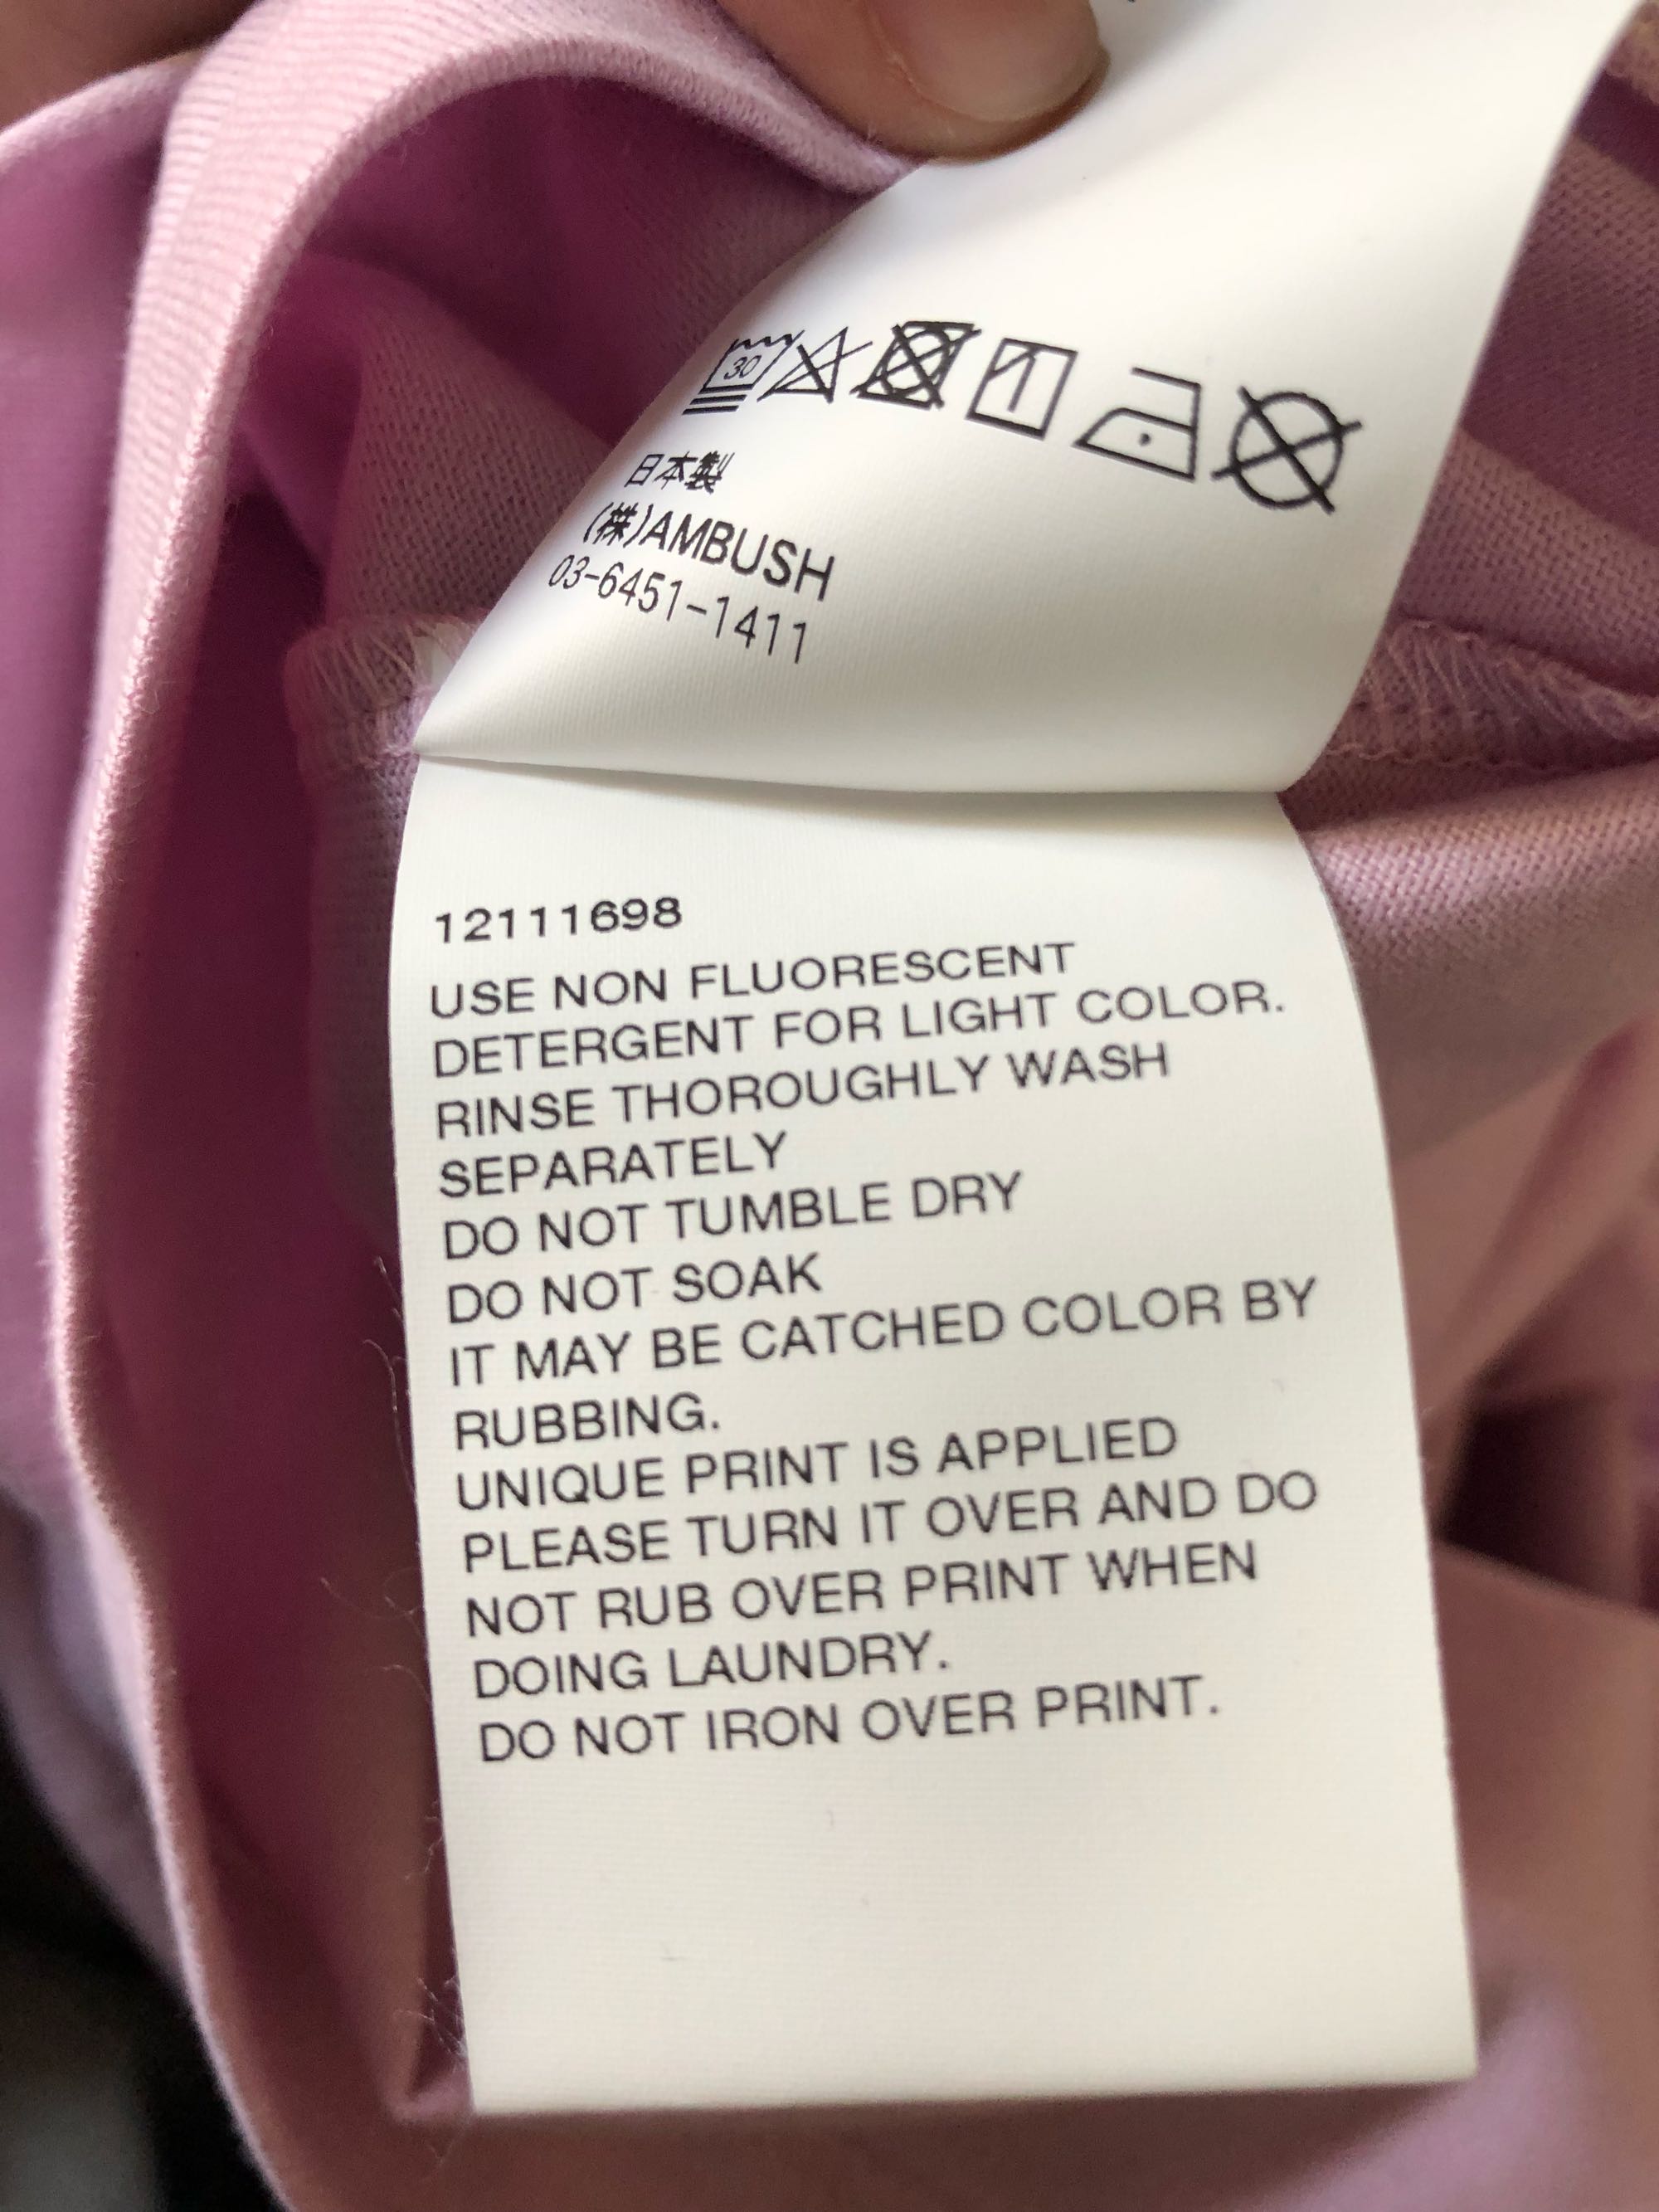 30
日本製
(株)AMBUSH
03-6451-1411
12111698
USE NON FLUORESCENT
DETERGENT FOR LIGHT COLOR.
RINSE THOROUGHLY WASH
SEPARATELY
DO NOT TUMBLE DRY
DO NOT SOAK
IT MAY BE CATCHED COLOR BY
RUBBING.
UNIQUE PRINT IS APPLIED
PLEASE TURN IT OVER AND DO
NOT RUB OVER PRINT WHEN
DOING LAUNDRY.
DO NOT IRON OVER PRINT.